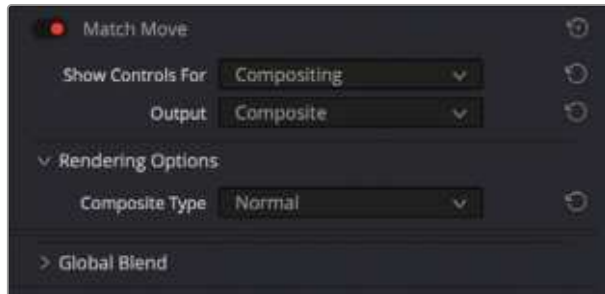 Match Move
Show Controls For Compositing
Output Composite
Rendering Options
Composite Type Normal
Global Blend